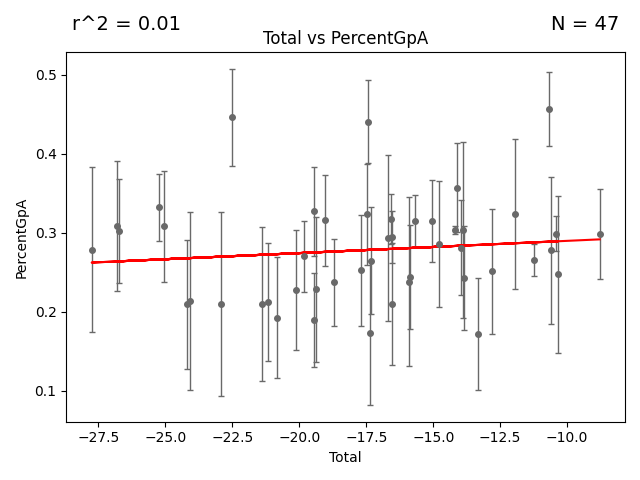 r^2 = 0.01
N = 47
Total vs PercentGpA
0.5
0.4
0.3
0.2
0.1
PercentGpA
−27.5
−25.0
−22.5
−20.0
−17.5
−15.0
−12.5
−10.0
Total